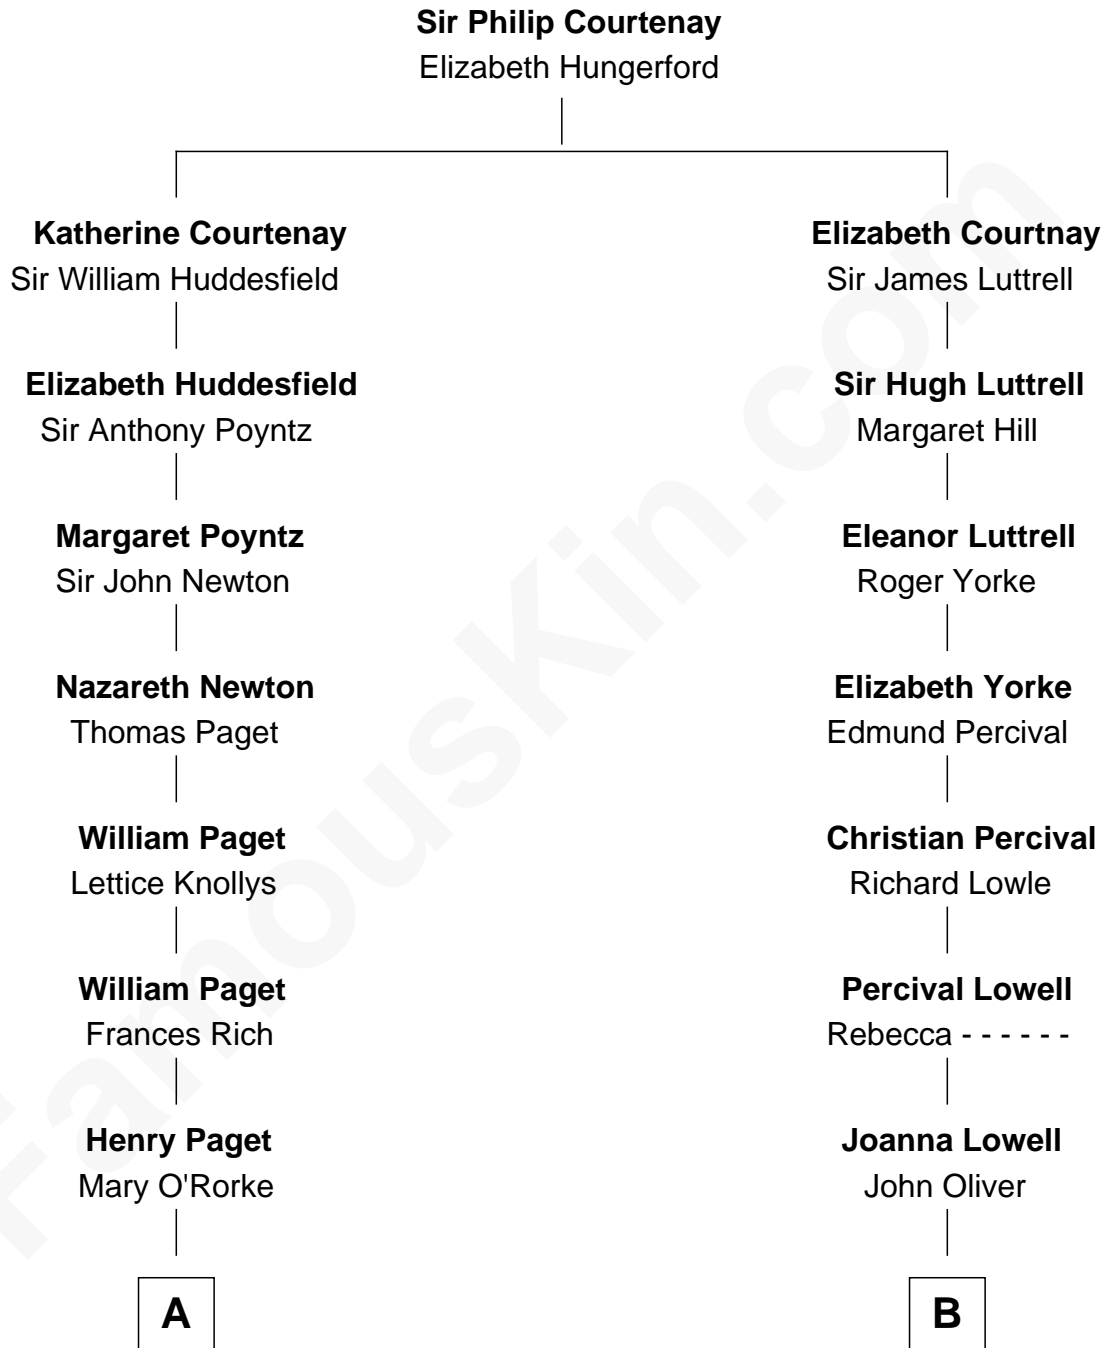 Sir Philip Courtenay
Elizabeth Hungerford
Katherine Courtenay
Sir William Huddesfield
Elizabeth Courtnay
Sir James Luttrell
Elizabeth Huddesfield
Sir Anthony Poyntz
Sir Hugh Luttrell
Margaret Hill
Margaret Poyntz
Sir John Newton
Eleanor Luttrell
Roger Yorke
Nazareth Newton
Thomas Paget
Elizabeth Yorke
Edmund Percival
William Paget
Lettice Knollys
Christian Percival
Richard Lowle
William Paget
Frances Rich
Percival Lowell
Rebecca - - - - - -
Henry Paget
Mary O'Rorke
Joanna Lowell
John Oliver
A
B
FamousKin.com